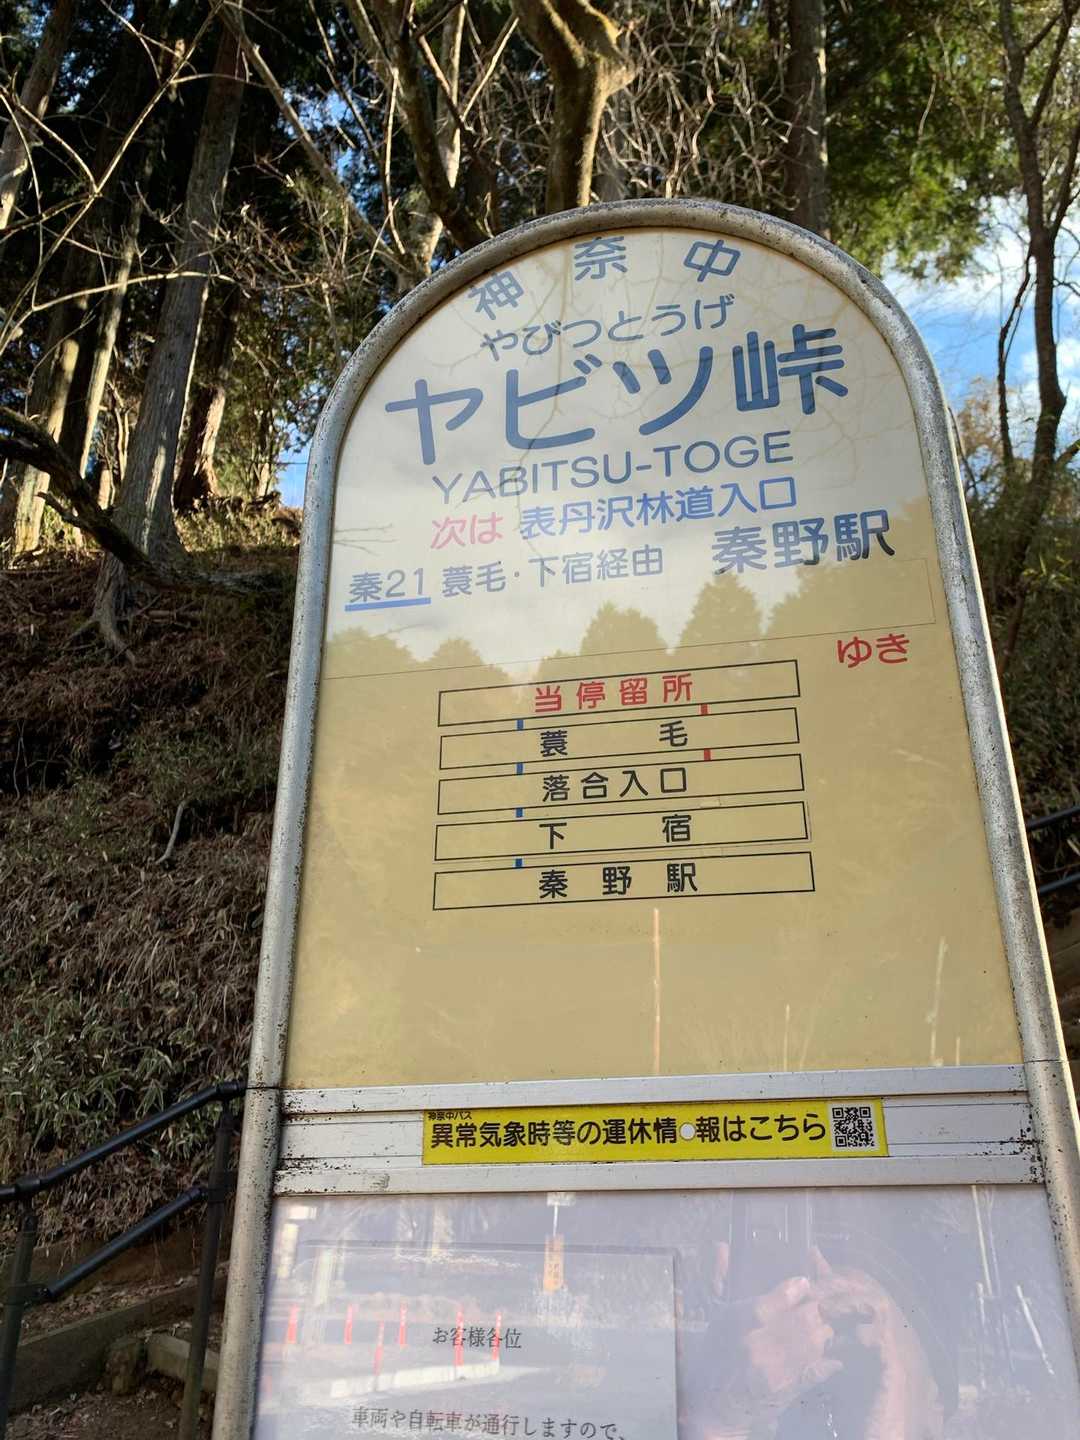 神奈中
やびつとうげ
ヤビツ峠
YABITSU-TOGE
次は 表丹沢林道入口
秦21 蓑毛・下宿経由 秦野駅
ゆき
当停留所
蓑毛
落合入口
下宿
秦野駅
神奈中バス
異常気象時等の運休情報はこちら
お客様各位
車両や自転車が通行しますので、